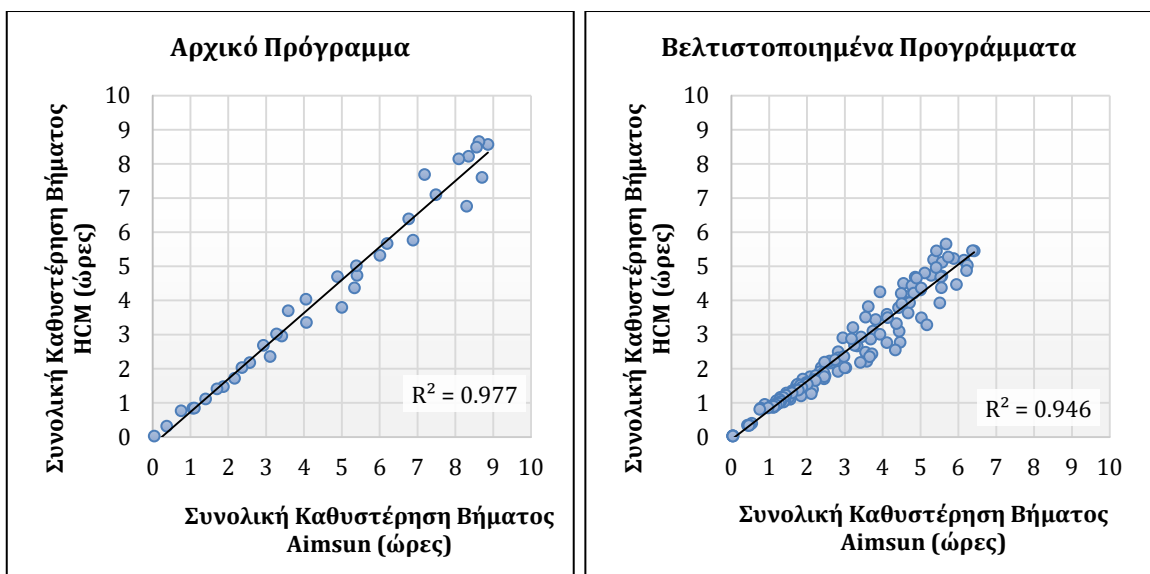 Αρχικό Πρόγραμμα
Συνολική Καθυστέρηση Βήματος
HCM (ώρες)
10
9
8
7
6
5
4
3
2
1
0
R² = 0.977
0 1 2 3 4 5 6 7 8 9 10
Συνολική Καθυστέρηση Βήματος
Aimsun (ώρες)
Βελτιστοποιημένα Προγράμματα
Συνολική Καθυστέρηση Βήματος
HCM (ώρες)
10
9
8
7
6
5
4
3
2
1
0
R² = 0.946
0 1 2 3 4 5 6 7 8 9 10
Συνολική Καθυστέρηση Βήματος
Aimsun (ώρες)